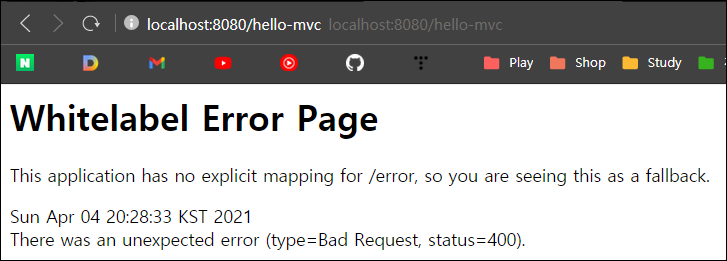 localhost:8080/hello-mvc localhost:8080/hello-mvc
N D M Play Shop Study
Whitelabel Error Page
This application has no explicit mapping for /error, so you are seeing this as a fallback.
Sun Apr 04 20:28:33 KST 2021
There was an unexpected error (type=Bad Request, status=400).